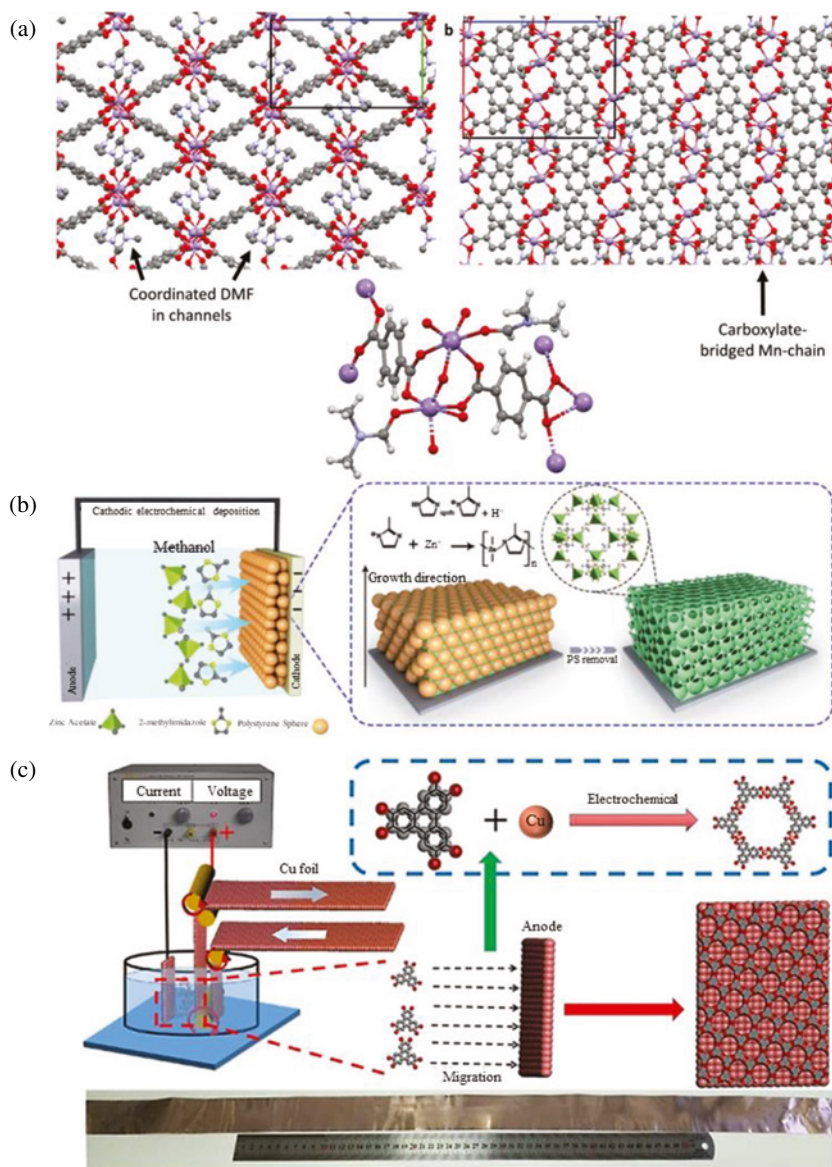 (a)
b
Coordinated DMF
in channels
Carboxylate-
bridged Mn-chain
(b)
Cathodic electrochemical deposition
Methanol
+ + +
Anode
Cathode
Zinc Acetate
2-methylimidazole
Polystyrene Sphere
+ H⁺
+ Zn
n
Growth direction
PS removal
(c)
Current Voltage
- +
Cu foil
+ Cu
Electrochemical
Anode
Migration